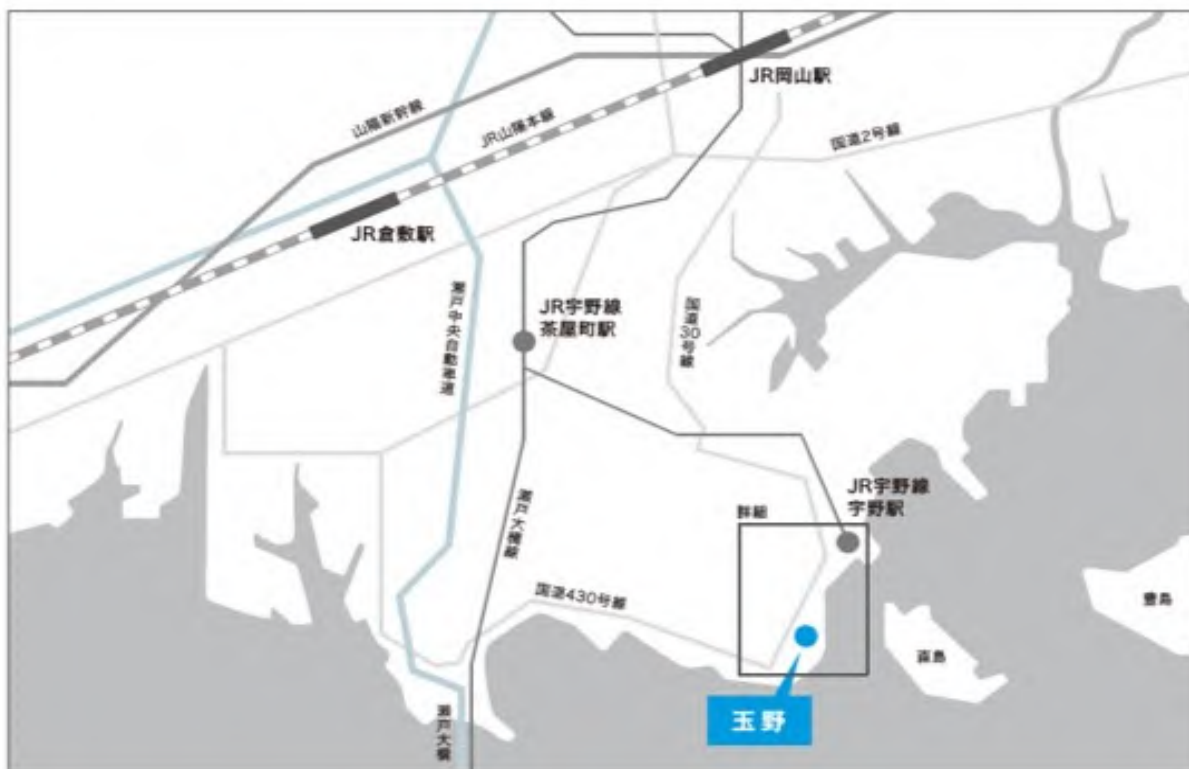 JR岡山駅
山陽新幹線
JR山陽本線
国道2号線
JR倉敷駅
瀬戸中央自動車道
JR宇野線
茶屋町駅
国道30号線
瀬戸大橋線
JR宇野線
宇野駅
詳細
国道430号線
豊島
直島
玉野
瀬戸大橋